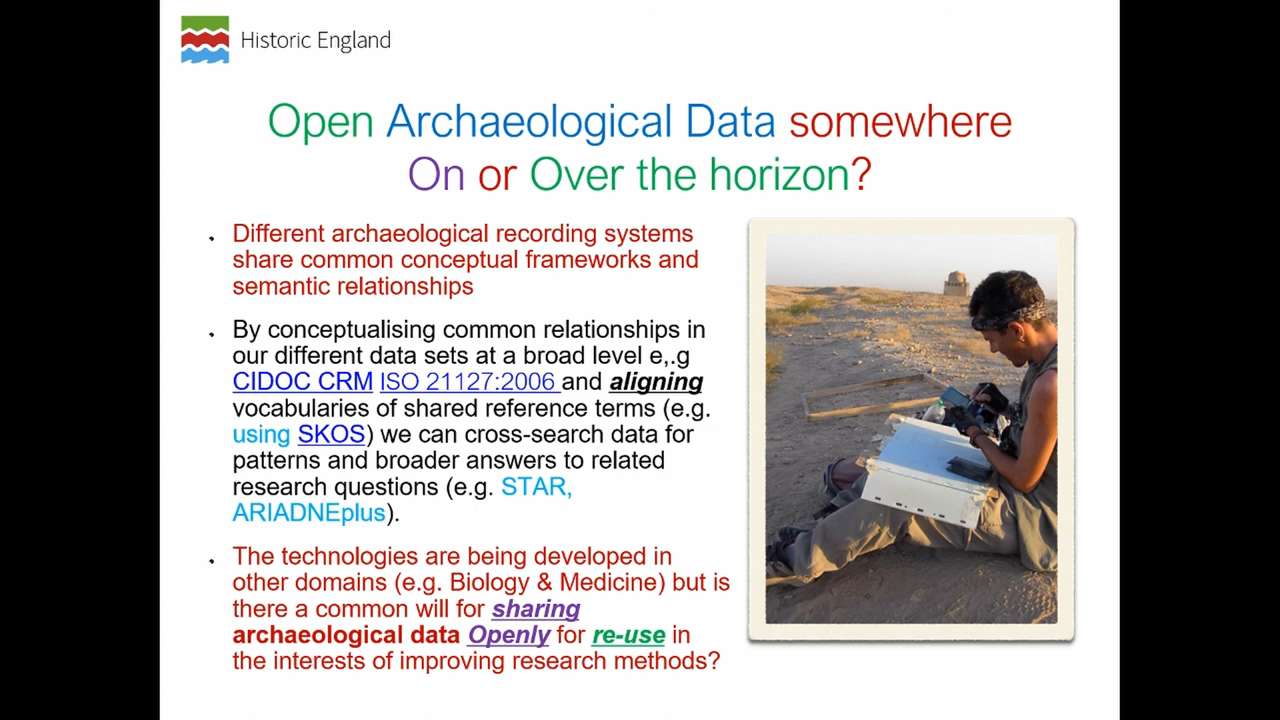 Historic England
Open Archaeological Data somewhere
On or Over the horizon?
Different archaeological recording systems
share common conceptual frameworks and
semantic relationships
By conceptualising common relationships in
our different data sets at a broad level e,.g
CIDOC CRM ISO 21127:2006 and aligning
vocabularies of shared reference terms (e.g.
using SKOS) we can cross-search data for
patterns and broader answers to related
research questions (e.g. STAR,
ARIADNEplus).
The technologies are being developed in
other domains (e.g. Biology & Medicine) but is
there a common will for sharing
archaeological data Openly for re-use in
the interests of improving research methods?